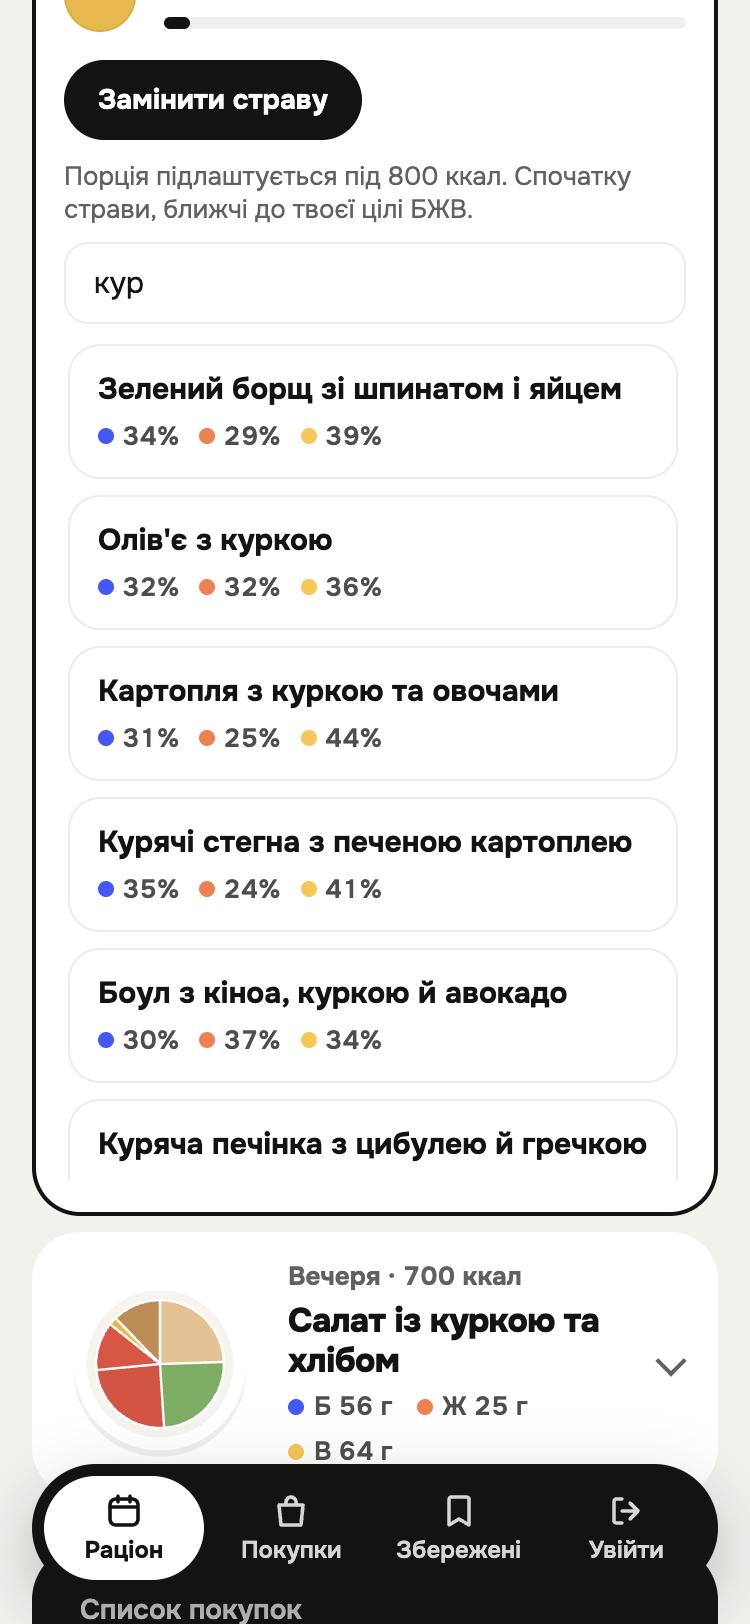 Замінити страву
Порція підлаштується під 800 ккал. Спочатку
страви, ближчі до твоєї цілі БЖВ.
кур
Зелений борщ зі шпинатом і яйцем
34% 29% 39%
Олів'є з куркою
32% 32% 36%
Картопля з куркою та овочами
31% 25% 44%
Курячі стегна з печеною картоплею
35% 24% 41%
Боул з кіноа, куркою й авокадо
30% 37% 34%
Куряча печінка з цибулею й гречкою
Вечеря · 700 ккал
Салат із куркою та
хлібом
Б 56 г Ж 25 г
В 64 г
Раціон Покупки Збережені Увійти
Список покупок